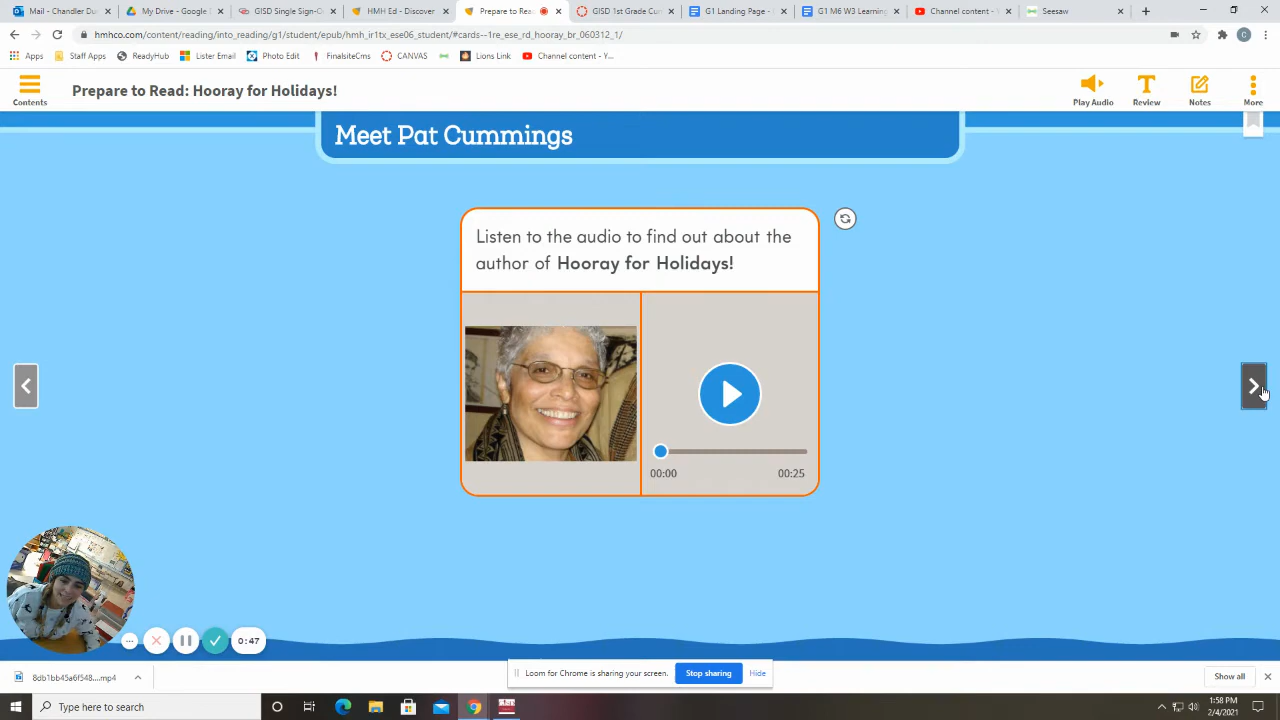 Mail - Chandler Du
My Drive - Google
GISD Single Sign-O
HMH Ed - Discover
Prepare to Rea
GISD 1st Grade Cur
G1 Landing Page -
G1 M6 W3 Learning
Channel content - 
Seesaw
hmhco.com/content/reading/into_reading/g1/student/epub/hmh_ir1tx_ese06_student/#cards--1re_ese_rd_hooray_br_060312_1/
Apps
Staff Apps
ReadyHub
Lister Email
Photo Edit
FinalsiteCms
CANVAS
Lions Link
Channel content - Y...
Contents
Prepare to Read: Hooray for Holidays!
Play Audio
Review
Notes
More
Meet Pat Cummings
Listen to the audio to find out about the
author of Hooray for Holidays!
00:00
00:25
0:47
Loom for Chrome is sharing your screen.
Stop sharing
Hide
8db1bb45a6f548....mp4
Show all
Type here to search
1:58 PM
2/4/2021